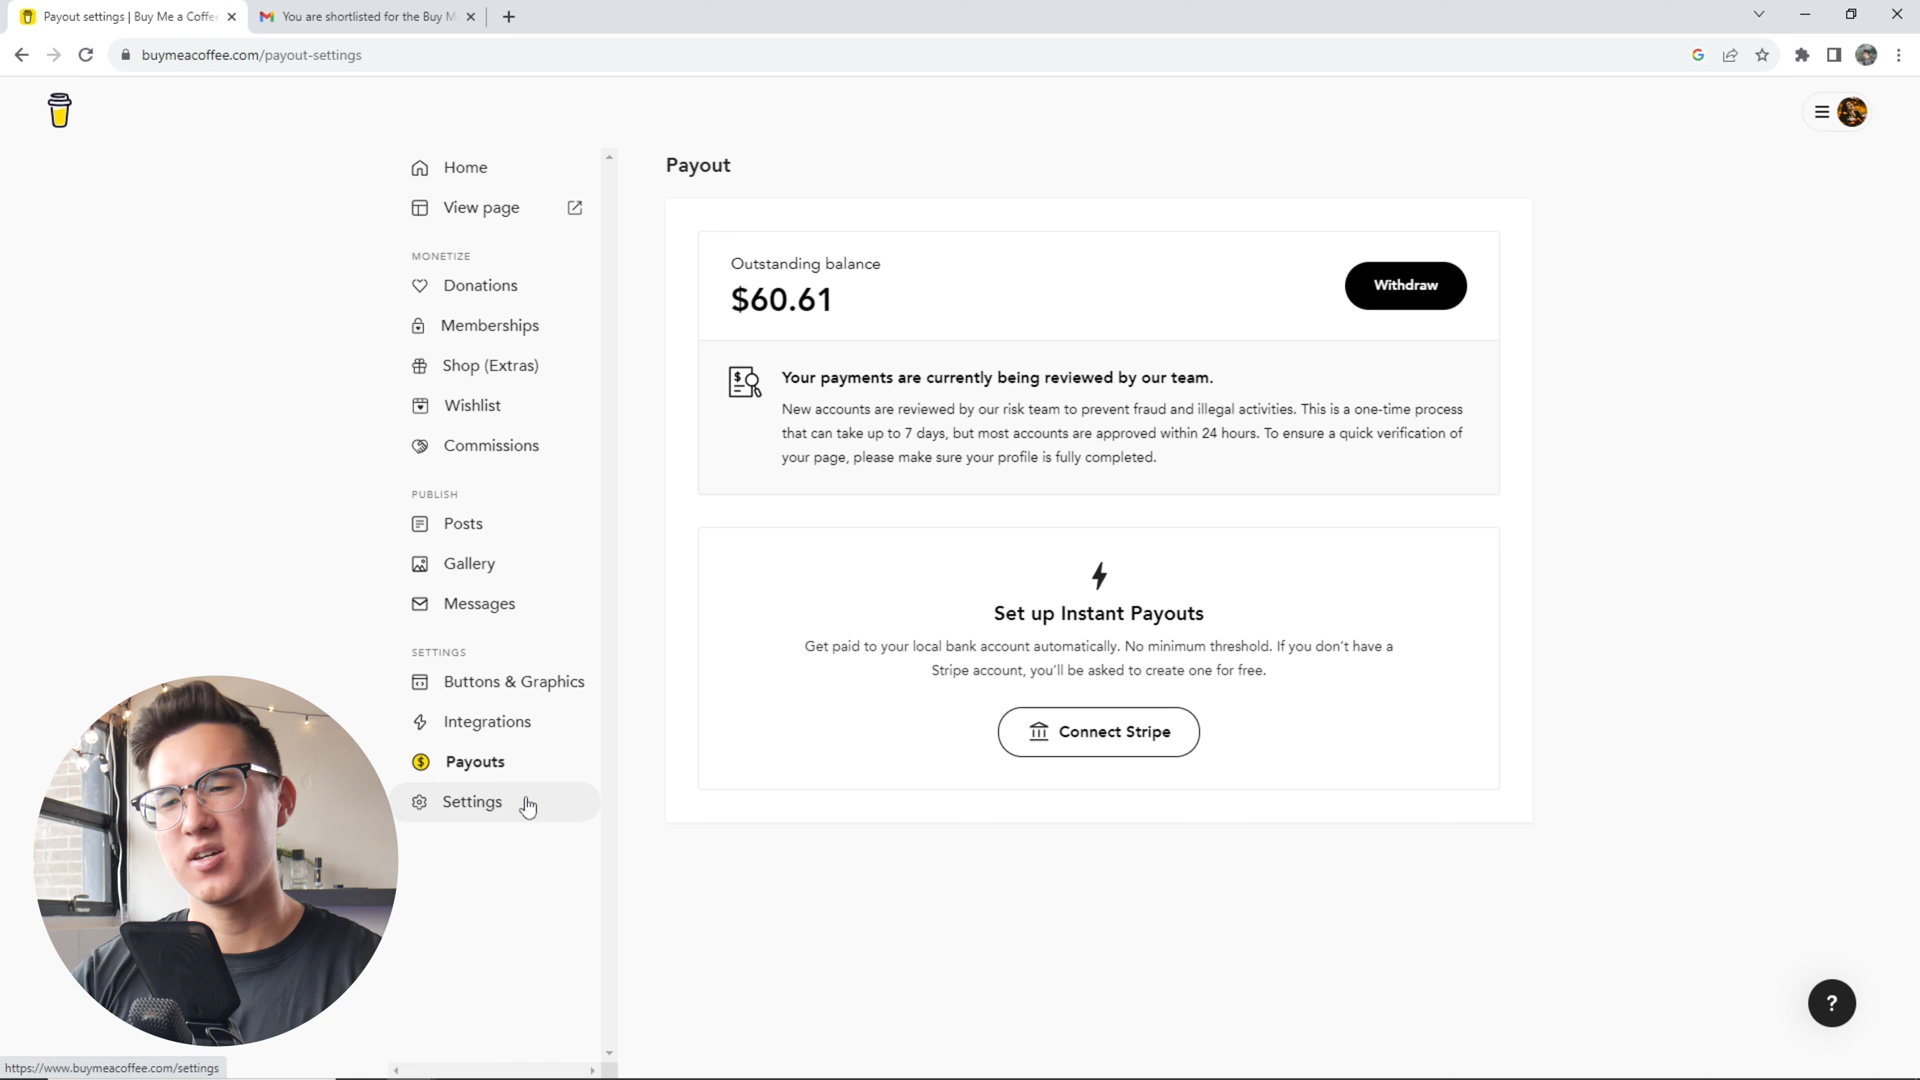 Payout settings | Buy Me a Coffe
You are shortlisted for the Buy M
buymeacoffee.com/payout-settings
Home
View page
MONETIZE
Donations
Memberships
Shop (Extras)
Wishlist
Commissions
PUBLISH
Posts
Gallery
Messages
SETTINGS
Buttons & Graphics
Integrations
Payouts
Settings
Payout
Outstanding balance
$60.61
Withdraw
Your payments are currently being reviewed by our team.
New accounts are reviewed by our risk team to prevent fraud and illegal activities. This is a one-time process
that can take up to 7 days, but most accounts are approved within 24 hours. To ensure a quick verification of
your page, please make sure your profile is fully completed.
Set up Instant Payouts
Get paid to your local bank account automatically. No minimum threshold. If you don't have a
Stripe account, you'll be asked to create one for free.
Connect Stripe
?
https://www.buymeacoffee.com/settings